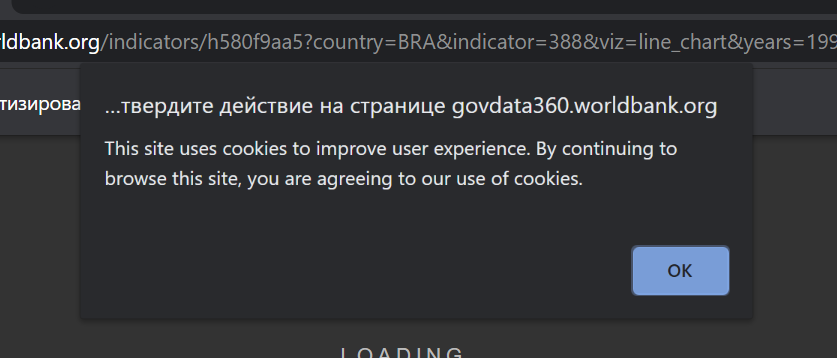 ldbank.org/indicators/h580f9aa5?country=BRA&indicator=388&viz=line_chart&years=199
тизирова
...твердите действие на странице govdata360.worldbank.org
This site uses cookies to improve user experience. By continuing to
browse this site, you are agreeing to our use of cookies.
OK
LOADING